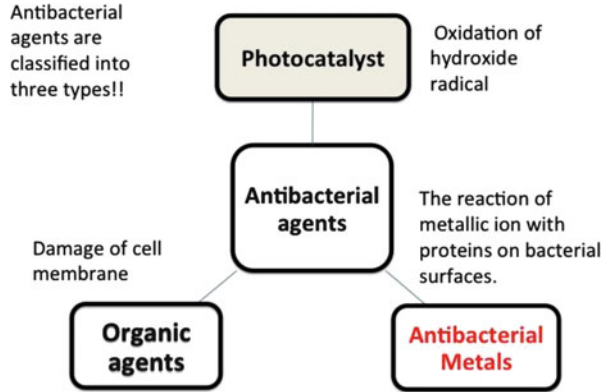 Antibacterial
agents are
classified into
three types!!
Photocatalyst
Oxidation of
hydroxide
radical
Antibacterial
agents
The reaction of
metallic ion with
proteins on bacterial
surfaces.
Damage of cell
membrane
Organic
agents
Antibacterial
Metals